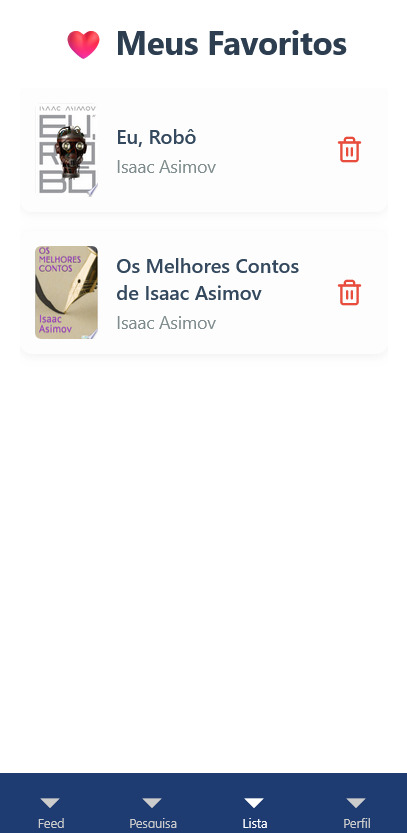 Meus Favoritos
ISAAC ASIMOV
EU,
ROBÔ
Eu, Robô
Isaac Asimov
OS
MELHORES
CONTOS
Isaac
Asimov
Os Melhores Contos
de Isaac Asimov
Isaac Asimov
Feed
Pesquisa
Lista
Perfil